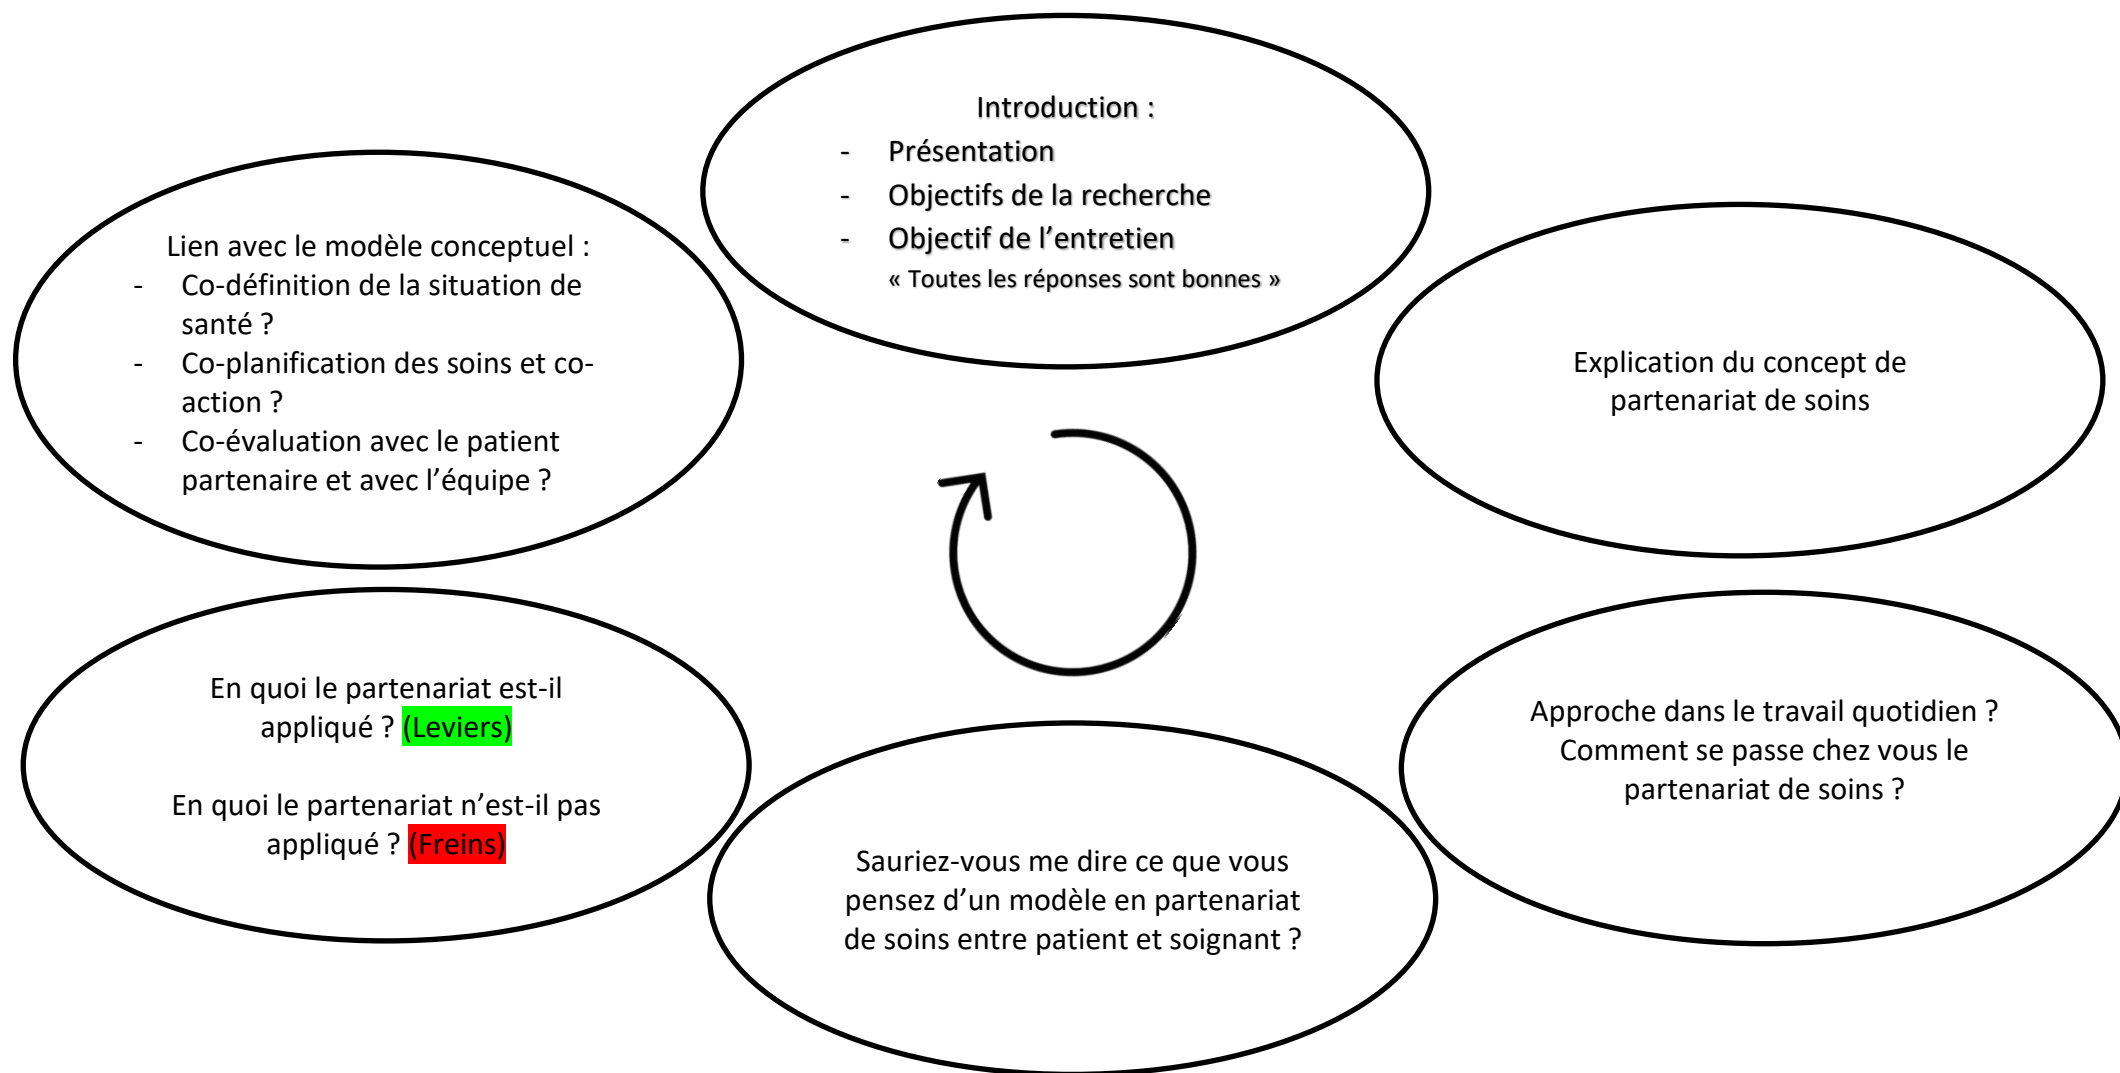 Introduction :
- Présentation
- Objectifs de la recherche
- Objectif de l’entretien
« Toutes les réponses sont bonnes »
Explication du concept de
partenariat de soins
Approche dans le travail quotidien ?
Comment se passe chez vous le
partenariat de soins ?
Sauriez-vous me dire ce que vous
pensez d’un modèle en partenariat
de soins entre patient et soignant ?
En quoi le partenariat est-il
appliqué ? (Leviers)
En quoi le partenariat n’est-il pas
appliqué ? (Freins)
Lien avec le modèle conceptuel :
- Co-définition de la situation de
santé ?
- Co-planification des soins et co-
action ?
- Co-évaluation avec le patient
partenaire et avec l’équipe ?